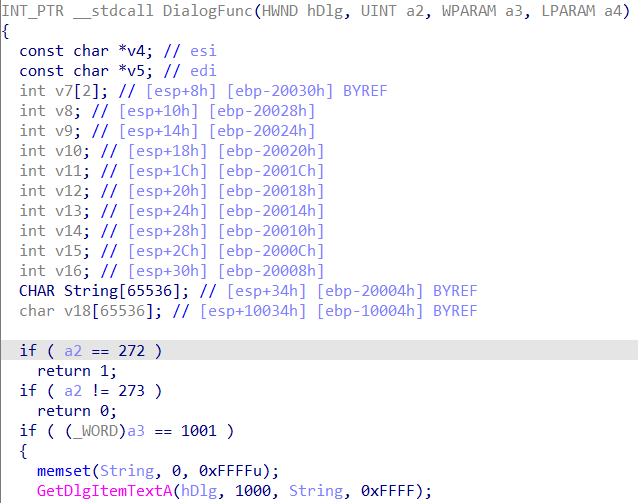 INT_PTR __stdcall DialogFunc(HWND hDlg, UINT a2, WPARAM a3, LPARAM a4)
{
const char *v4; // esi
const char *v5; // edi
int v7[2]; // [esp+8h] [ebp-20030h] BYREF
int v8; // [esp+10h] [ebp-20028h]
int v9; // [esp+14h] [ebp-20024h]
int v10; // [esp+18h] [ebp-20020h]
int v11; // [esp+1Ch] [ebp-2001Ch]
int v12; // [esp+20h] [ebp-20018h]
int v13; // [esp+24h] [ebp-20014h]
int v14; // [esp+28h] [ebp-20010h]
int v15; // [esp+2Ch] [ebp-2000Ch]
int v16; // [esp+30h] [ebp-20008h]
CHAR String[65536]; // [esp+34h] [ebp-20004h] BYREF
char v18[65536]; // [esp+10034h] [ebp-10004h] BYREF
if ( a2 == 272 )
return 1;
if ( a2 != 273 )
return 0;
if ( (_WORD)a3 == 1001 )
{
memset(String, 0, 0xFFFFu);
GetDlgItemTextA(hDlg, 1000, String, 0xFFFF);